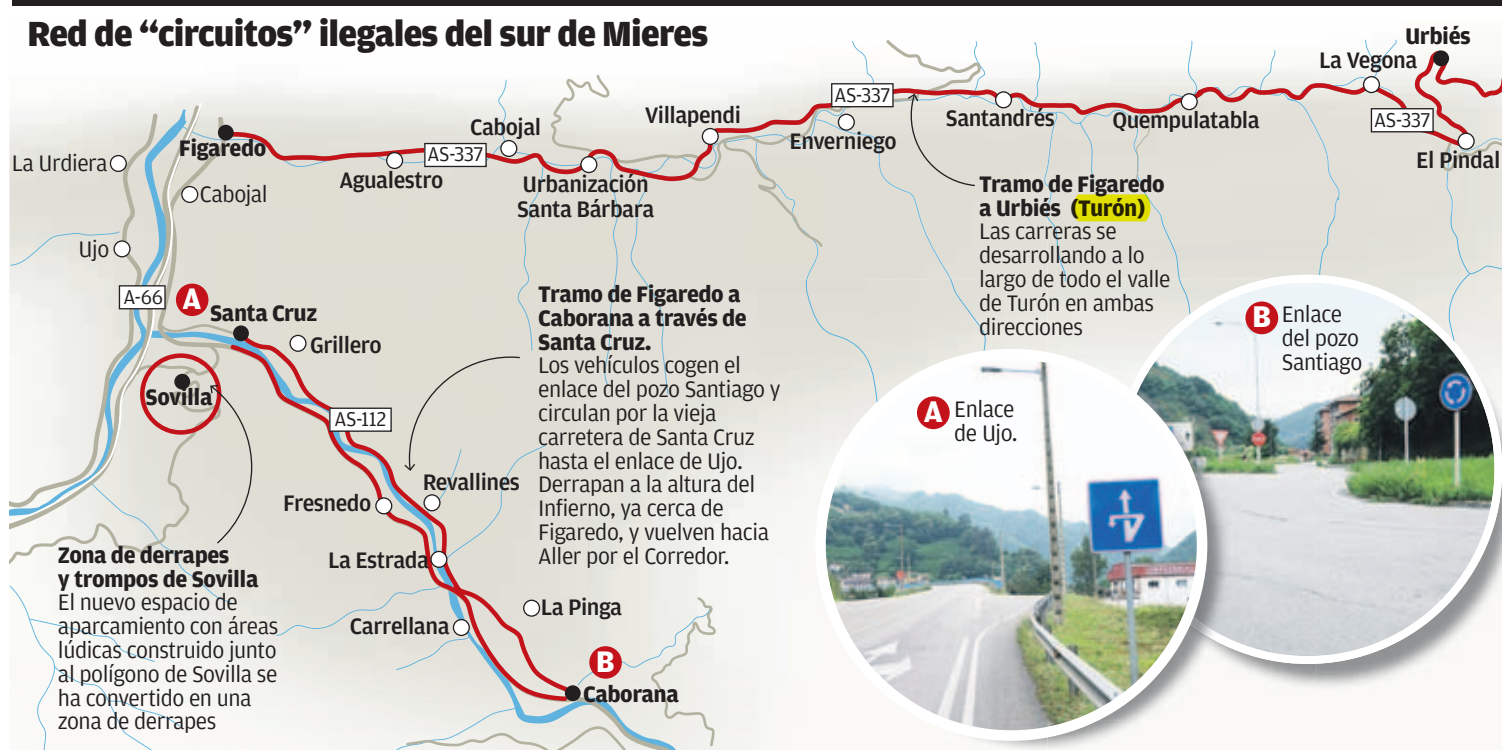 Red de “circuitos” ilegales del sur de Mieres
Urbiés
La Vegona
AS-337
Villapendi
Cabojal
Figaredo
La Urdiera
AS-337
Agualestro
Urbanización
Santa Bárbara
Enverniego
Santandrés
Quempulatabla
AS-337
El Pindal
Cabojal
Ujo
A-66
A
Santa Cruz
Grillero
Sovilla
AS-112
Revallines
Fresnedo
La Estrada
Carrellana
La Pinga
B
Caborana
Tramo de Figaredo
a Urbiés (Turón)
Las carreras se
desarrollando a lo
largo de todo el valle
de Turón en ambas
direcciones
Tramo de Figaredo a
Caborana a través de
Santa Cruz.
Los vehículos cogen el
enlace del pozo Santiago y
circulan por la vieja
carretera de Santa Cruz
hasta el enlace de Ujo.
Derrapan a la altura del
Infierno, ya cerca de
Figaredo, y vuelven hacia
Aller por el Corredor.
Zona de derrapes
y trompos de Sovilla
El nuevo espacio de
aparcamiento con áreas
lúdicas construido junto
al polígono de Sovilla se
ha convertido en una
zona de derrapes
A Enlace
de Ujo.
B Enlace
del pozo
Santiago